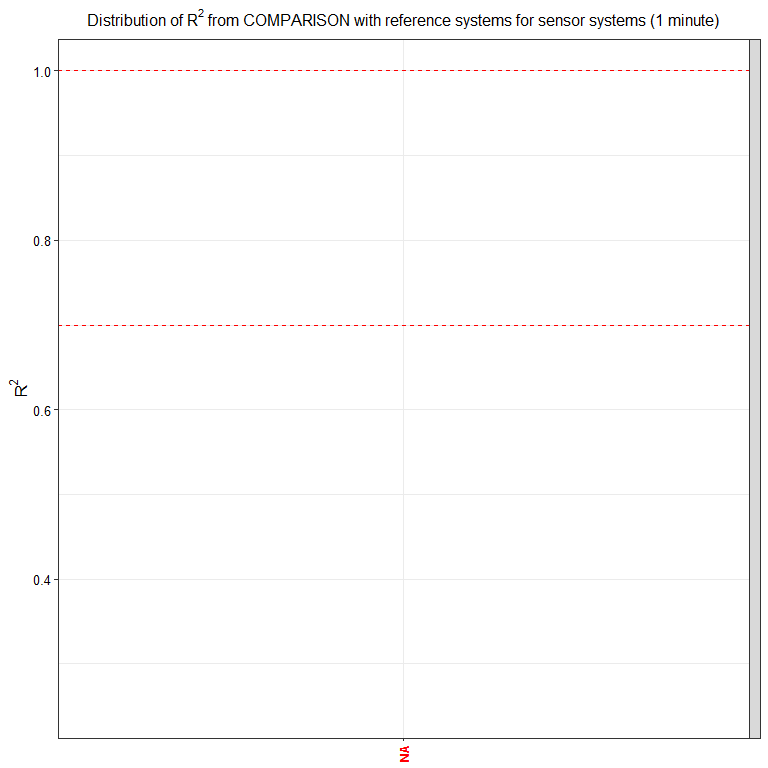 Distribution of R² from COMPARISON with reference systems for sensor systems (1 minute)
1.0
0.8
0.6
0.4
R²
NA